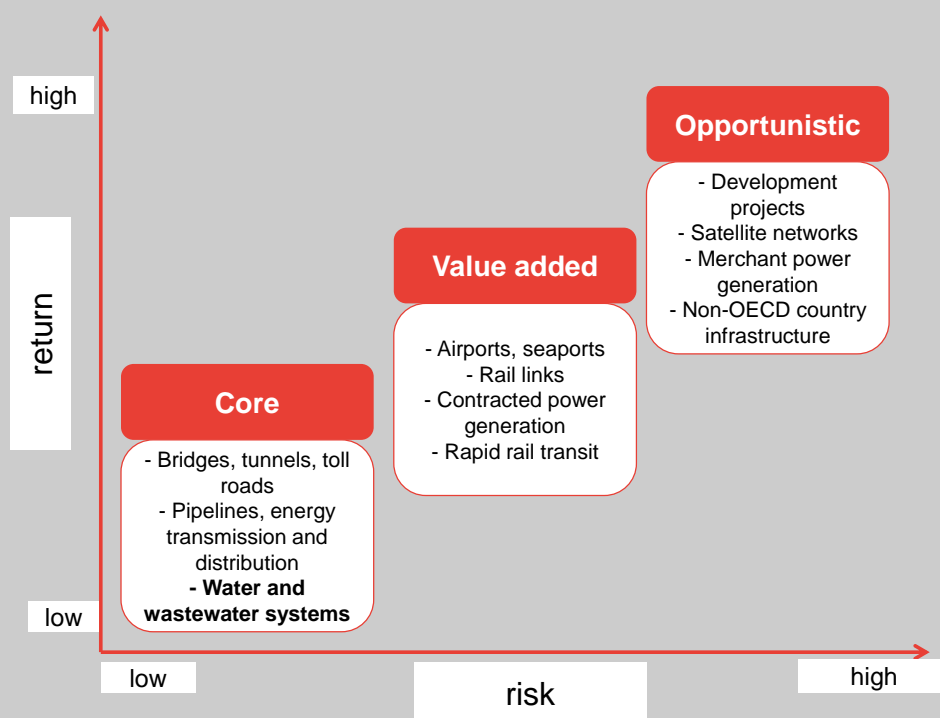 high
Opportunistic
- Development
projects
- Satellite networks
- Merchant power
generation
- Non-OECD country
infrastructure
return
Value added
- Airports, seaports
- Rail links
- Contracted power
generation
- Rapid rail transit
Core
- Bridges, tunnels, toll
roads
- Pipelines, energy
transmission and
distribution
- Water and
wastewater systems
low
low
risk
high